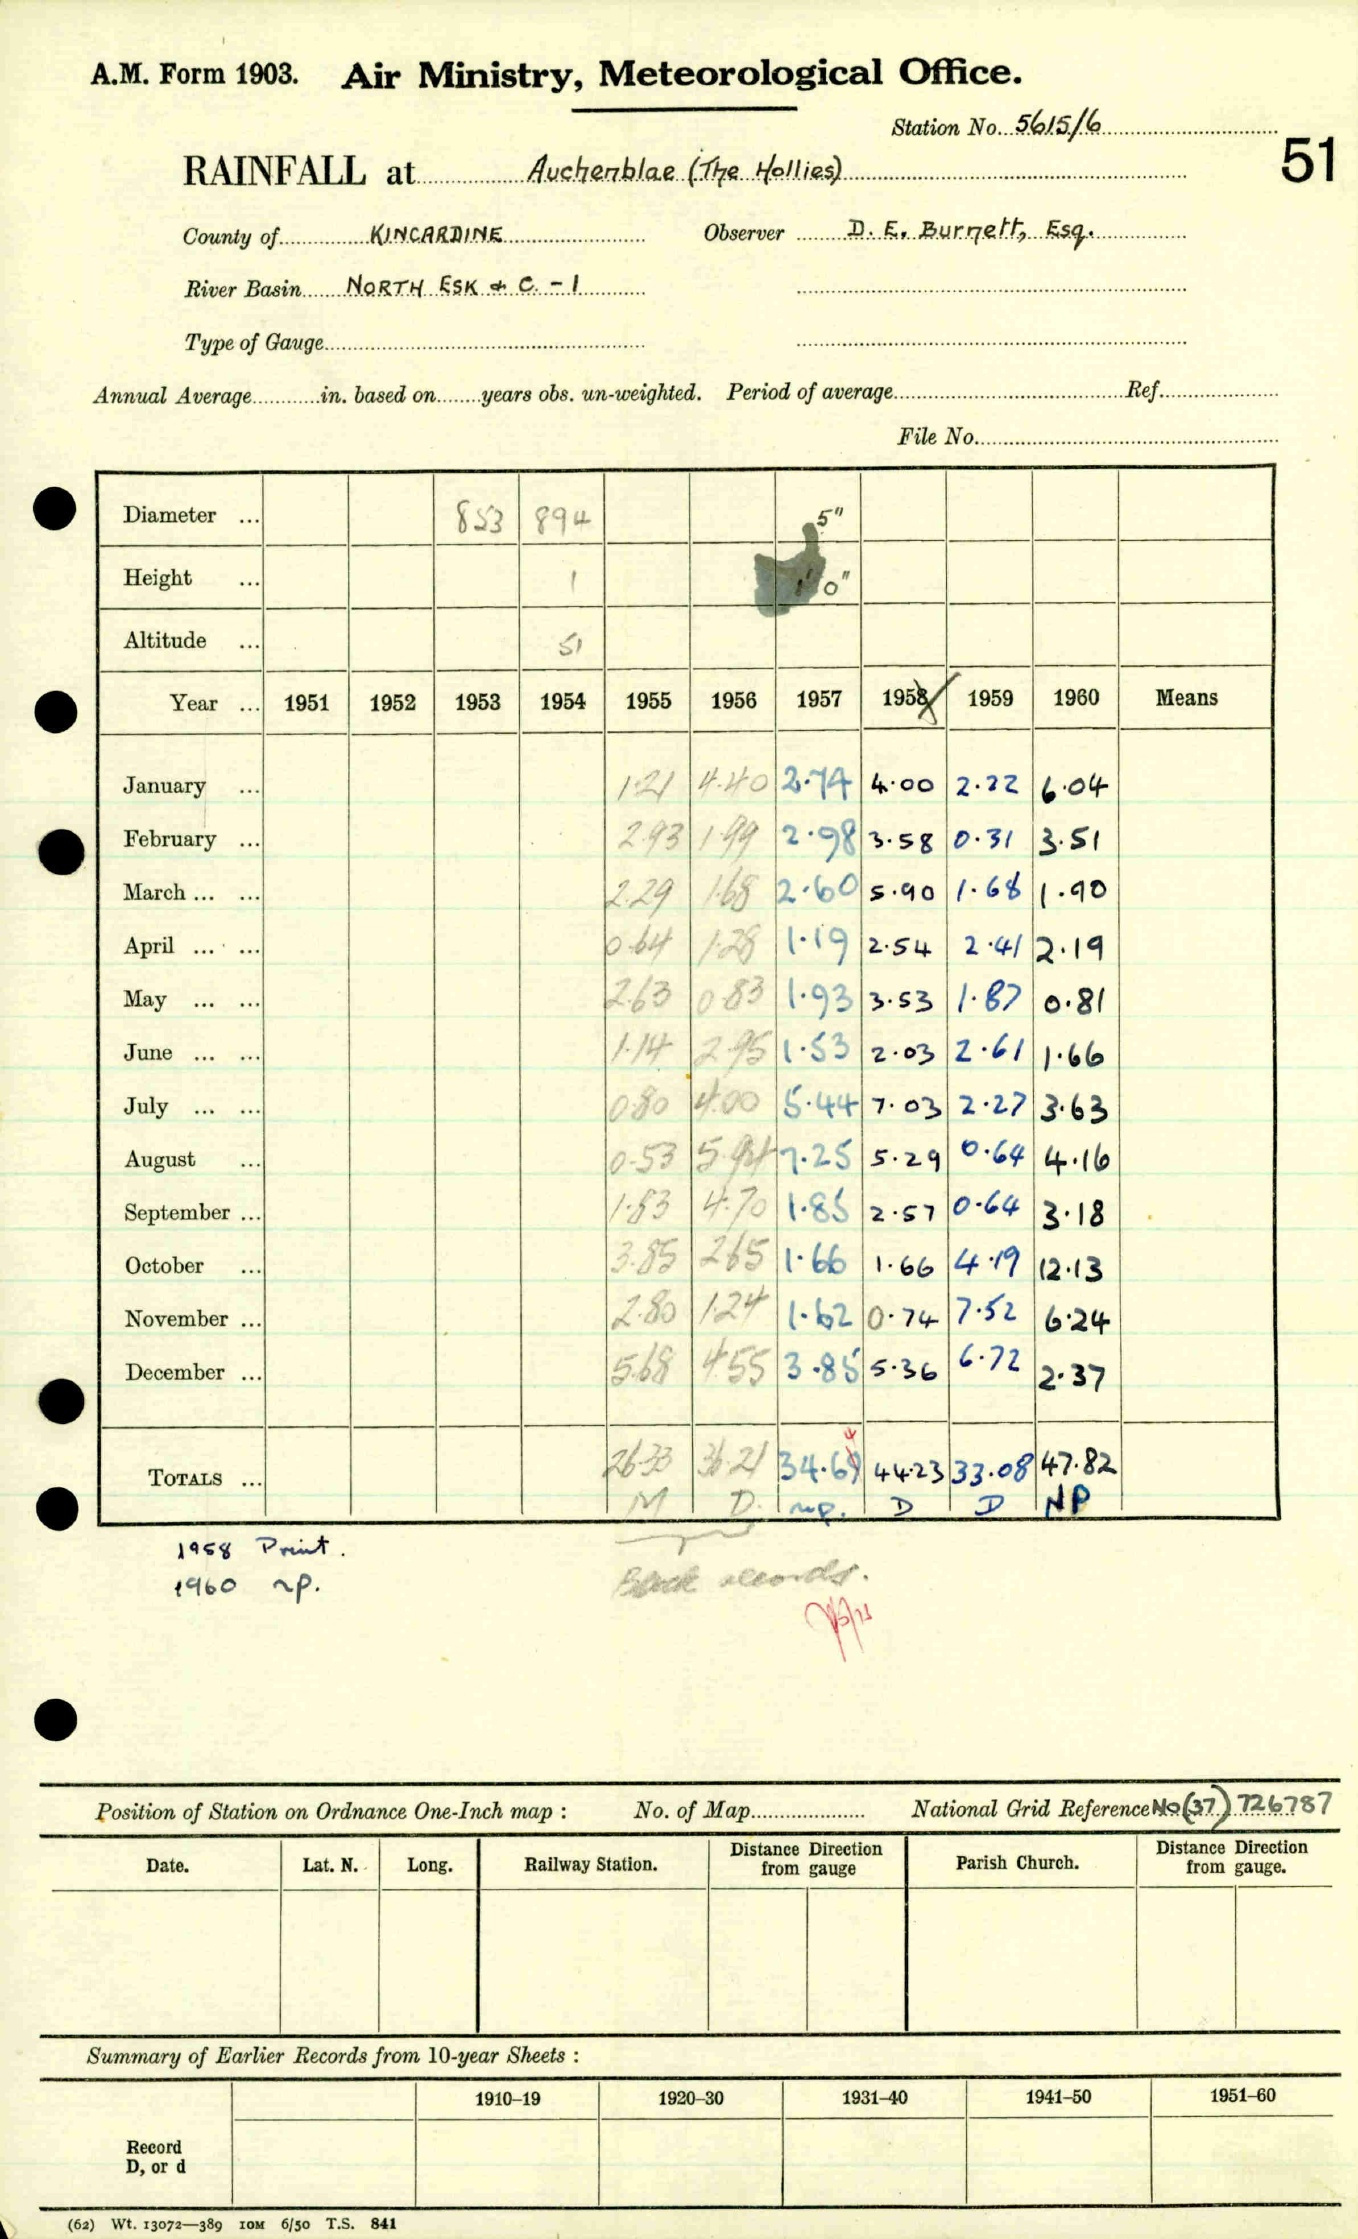 A.M. Form 1903. Air Ministry, Meteorological Office.
Station No. 5615/6
51
RAINFALL at Auchenblae (The Hollies)
County of KINCARDINE Observer D. E. Burnett, Esq.
River Basin NORTH ESK & C. - 1
Type of Gauge
Annual Average in. based on years obs. un-weighted. Period of average Ref.
File No.
Diameter ... 853 894 5"
Height ... 1 1' 0"
Altitude ... 51
Year ... 1951 1952 1953 1954 1955 1956 1957 1958 1959 1960 Means
January ... 1.21 4.40 2.74 4.00 2.22 6.04
February ... 2.93 1.99 2.98 3.58 0.31 3.51
March ... ... 2.29 1.68 2.60 5.90 1.68 1.90
April ... ... 0.64 1.28 1.19 2.54 2.41 2.19
May ... ... 2.63 0.83 1.93 3.53 1.87 0.81
June ... ... 1.14 2.95 1.53 2.03 2.61 1.66
July ... ... 0.80 4.00 5.44 7.03 2.27 3.63
August ... 0.53 5.94 7.25 5.29 0.64 4.16
September ... 1.83 4.70 1.85 2.57 0.64 3.18
October ... 3.85 2.65 1.66 1.66 4.19 12.13
November ... 2.80 1.24 1.62 0.74 7.52 6.24
December ... 5.68 4.55 3.85 5.36 6.72 2.37
4
TOTALS ... 26.33 36.21 34.69 44.23 33.08 47.82
M D. np. D D NP
1958 Print.
1960 np.
Back records.
Position of Station on Ordnance One-Inch map : No. of Map National Grid Reference NO (37) 726787
Date. Lat. N. Long. Railway Station. Distance from gauge Direction Parish Church. Distance from gauge. Direction
Summary of Earlier Records from 10-year Sheets :
1910–19 1920–30 1931–40 1941–50 1951–60
Record
D, or d
(62) Wt. 13072—389 10M 6/50 T.S. 841